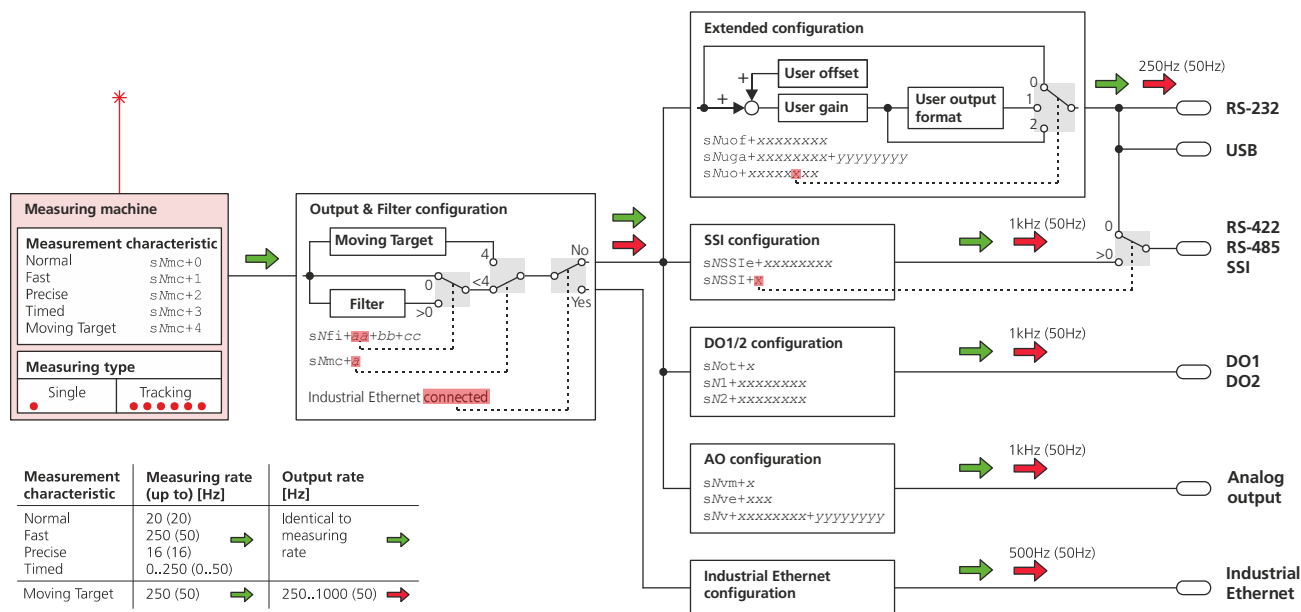 Extended configuration
User offset
+
+
User gain
User output
format
0
1
2
sNuof+xxxxxxxx
sNuga+xxxxxxxx+yyyyyyyy
sNuo+xxxxxxxx
250Hz (50Hz)
RS-232
USB
Measuring machine
Measurement characteristic
Normal sNmc+0
Fast sNmc+1
Precise sNmc+2
Timed sNmc+3
Moving Target sNmc+4
Measuring type
Single Tracking
Output & Filter configuration
Moving Target
4
No
0
<4
Filter
>0
Yes
sNfi+aa+bb+cc
sNmc+a
Industrial Ethernet connected
SSI configuration
sNSSIe+xxxxxxxx
sNSSI+x
1kHz (50Hz)
0
>0
RS-422
RS-485
SSI
DO1/2 configuration
sNot+x
sN1+xxxxxxxx
sN2+xxxxxxxx
1kHz (50Hz)
DO1
DO2
AO configuration
sNvm+x
sNve+xxx
sNv+xxxxxxxx+yyyyyyyy
1kHz (50Hz)
Analog
output
Industrial Ethernet
configuration
500Hz (50Hz)
Industrial
Ethernet
Measurement Measuring rate Output rate
characteristic (up to) [Hz] [Hz]
Normal 20 (20) Identical to
Fast 250 (50) measuring
Precise 16 (16) rate
Timed 0..250 (0..50)
Moving Target 250 (50) 250..1000 (50)